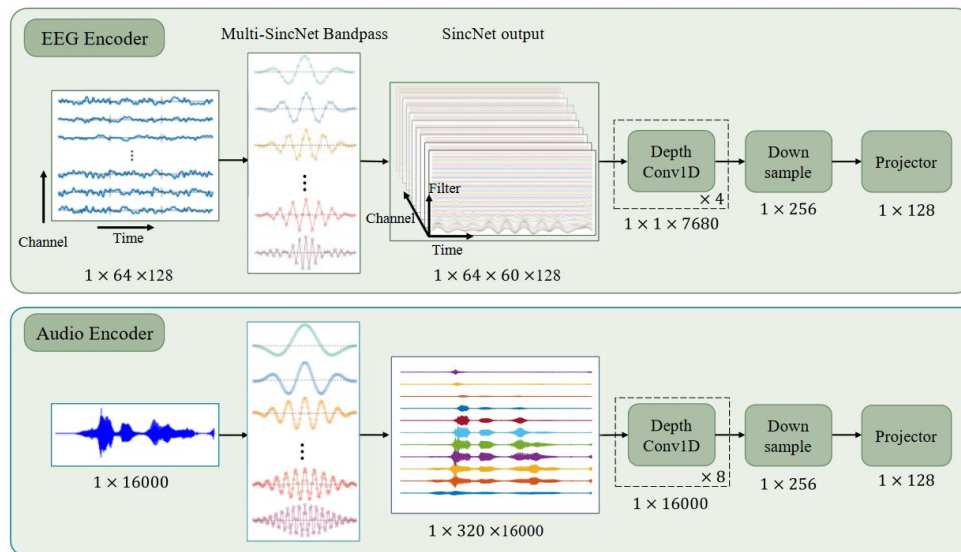 EEG Encoder
Multi-SincNet Bandpass
SincNet output
Channel
Time
1 × 64 ×128
Filter
Channel
Time
1 × 64 × 60 ×128
Depth
Conv1D
× 4
1 × 1 × 7680
Down
sample
1 × 256
Projector
1 × 128
Audio Encoder
1 × 16000
1 × 320 ×16000
Depth
Conv1D
× 8
1 × 16000
Down
sample
1 × 256
Projector
1 × 128